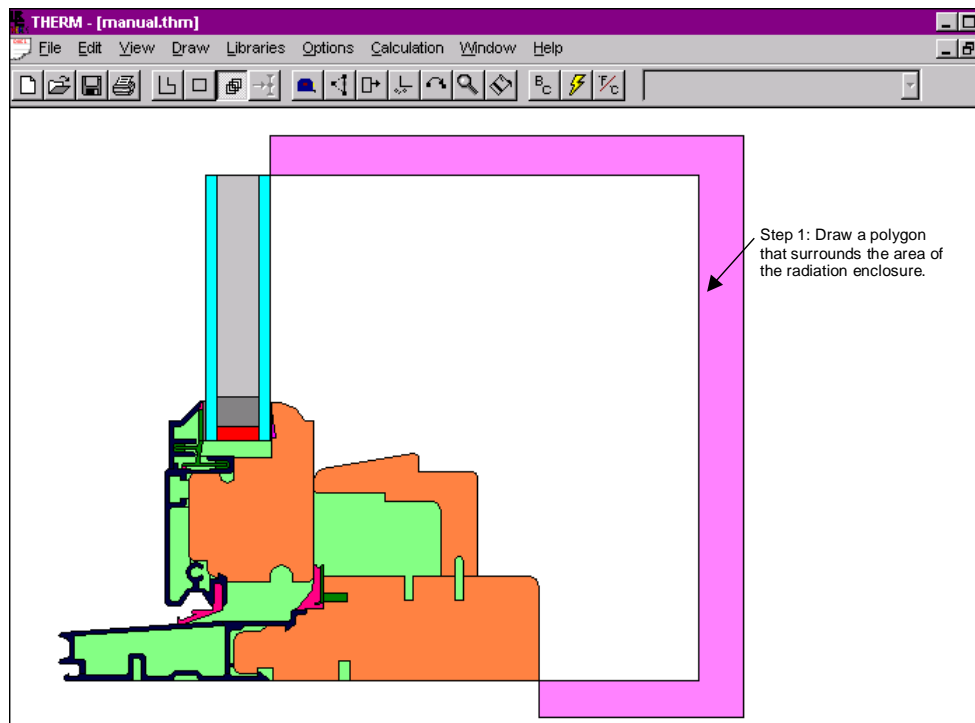 THERM - [manual.thm]
File Edit View Draw Libraries Options Calculation Window Help
BC T/C
Step 1: Draw a polygon
that surrounds the area of
the radiation enclosure.